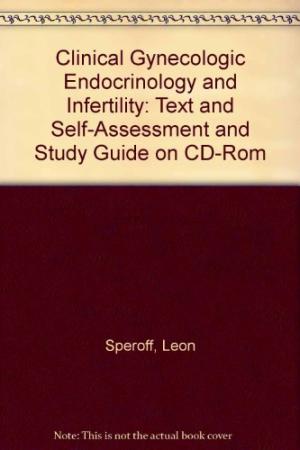 Clinical Gynecologic
Endocrinology and
Infertility: Text and
Self-Assessment and
Study Guide on CD-Rom
Speroff, Leon
Note: This is not the actual book cover